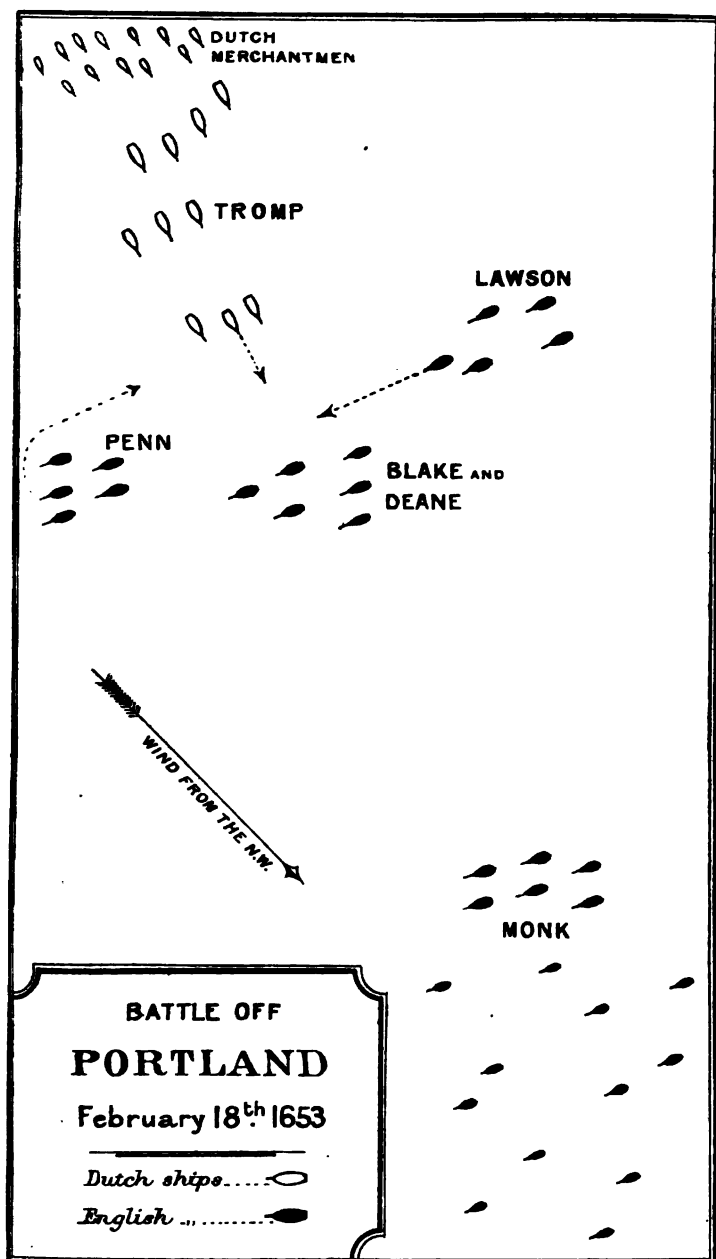 DUTCH
MERCHANTMEN
TROMP
LAWSON
PENN
BLAKE AND
DEANE
WIND FROM THE N.W.
MONK
BATTLE OFF
PORTLAND
February 18th 1653
Dutch ships.....
English „.........